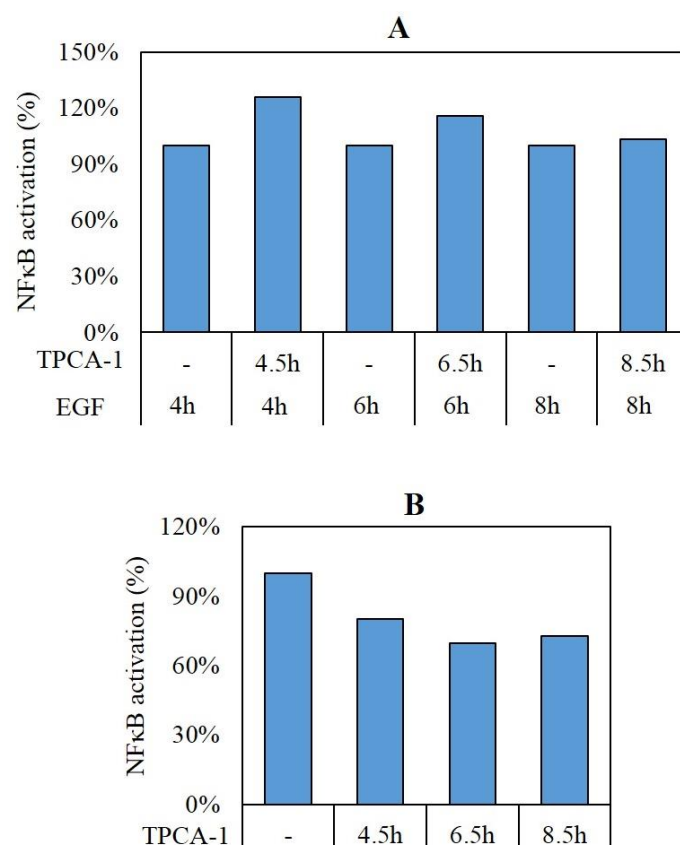 A
150%
120%
90%
60%
30%
0%
NFκB activation (%)
TPCA-1 - 4.5h - 6.5h - 8.5h
EGF 4h 4h 6h 6h 8h 8h
B
120%
90%
60%
30%
0%
NFκB activation (%)
TPCA-1 - 4.5h 6.5h 8.5h